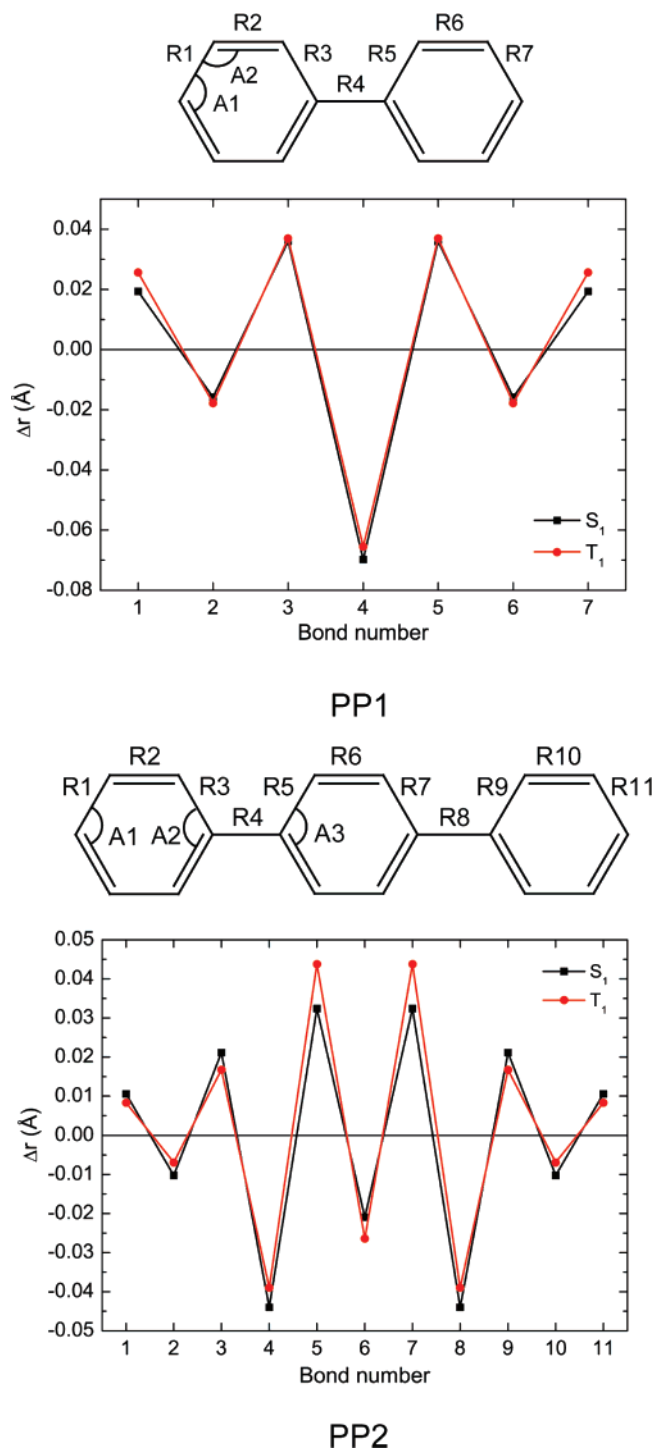 R2
R6
R1
R3
R5
R7
A2
R4
A1
0.04
0.02
0.00
-0.02
-0.04
-0.06
-0.08
Δr (Å)
S1
T1
1 2 3 4 5 6 7
Bond number
PP1
R2
R6
R10
R1
R3
R5
R7
R9
R11
R4
R8
A1
A2
A3
0.05
0.04
0.03
0.02
0.01
0.00
-0.01
-0.02
-0.03
-0.04
-0.05
Δr (Å)
S1
T1
1 2 3 4 5 6 7 8 9 10 11
Bond number
PP2